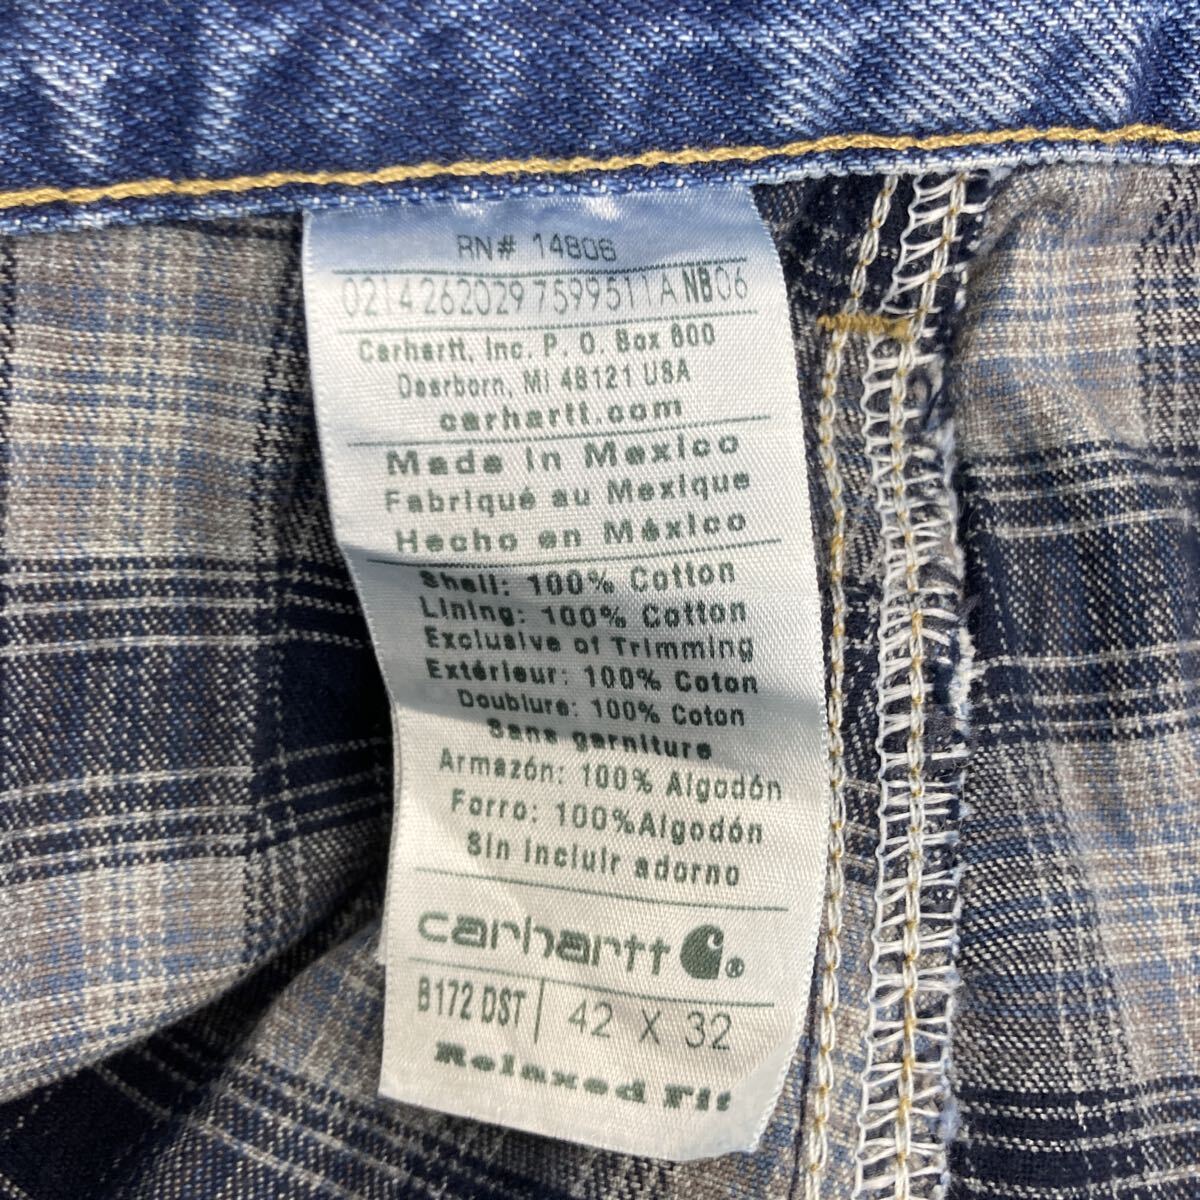 RN# 14806
0214262029759951 1A NB06
Carhartt, Inc. P. O. Box 600
Dearborn, MI 48121 USA
carhartt.com
Made in Mexico
Fabriqué au Mexique
Hecho en México
Shell: 100% Cotton
Lining: 100% Cotton
Exclusive of Trimming
Extérieur: 100% Coton
Doublure: 100% Coton
Sans garniture
Armazón: 100% Algodón
Forro: 100%Algodón
Sin incluir adorno
carhartt ®
B172 DST | 42 X 32
Relaxed Fit